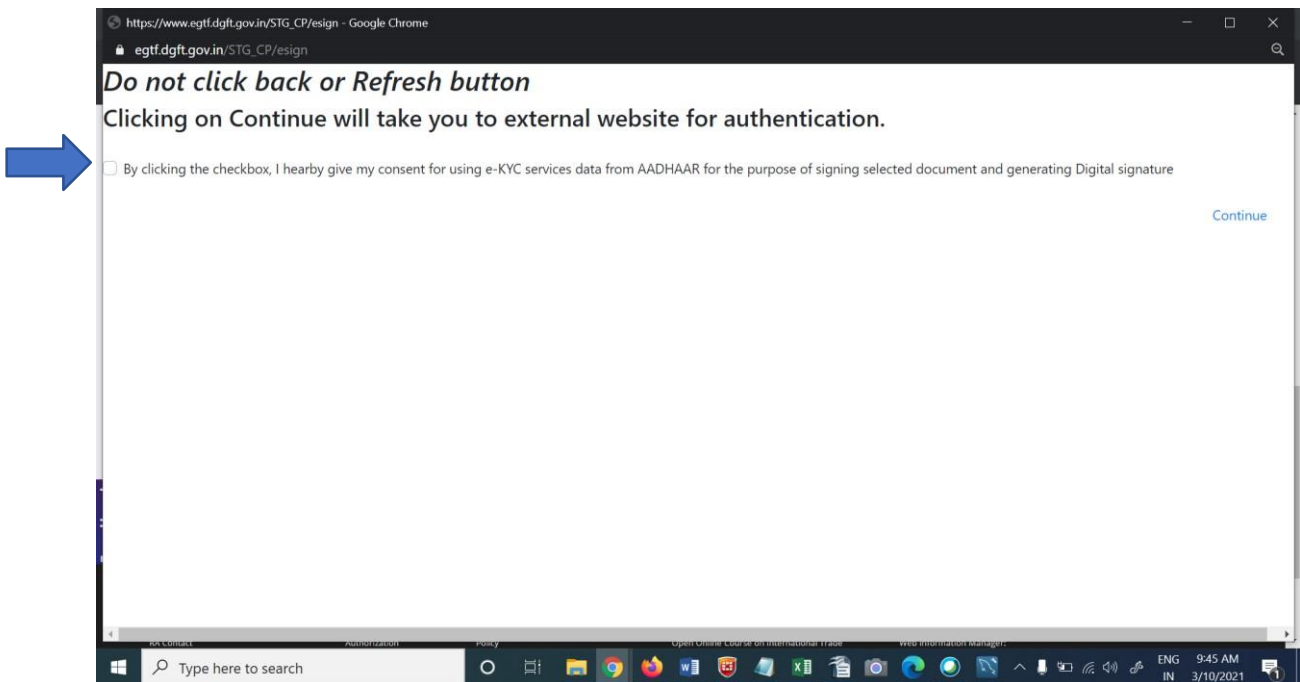 https://www.egtf.dgft.gov.in/STG_CP/esign - Google Chrome
egtf.dgft.gov.in/STG_CP/esign
Do not click back or Refresh button
Clicking on Continue will take you to external website for authentication.
By clicking the checkbox, I hearby give my consent for using e-KYC services data from AADHAAR for the purpose of signing selected document and generating Digital signature
Continue
RA Contact Authorization Policy Open Online Course on International Trade Web Information Manager:
Type here to search
ENG 9:45 AM
IN 3/10/2021
1